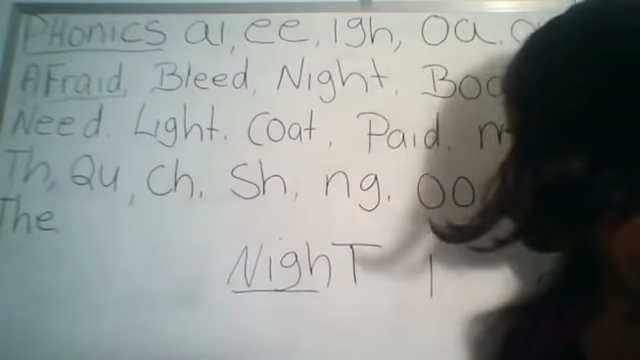 PHonics ai, ee, igh, oa,
AFraid, Bleed, Night.
Need. Light. Coat, Paid.
Th, Qu, Ch, Sh, ng. oo
The
NighT